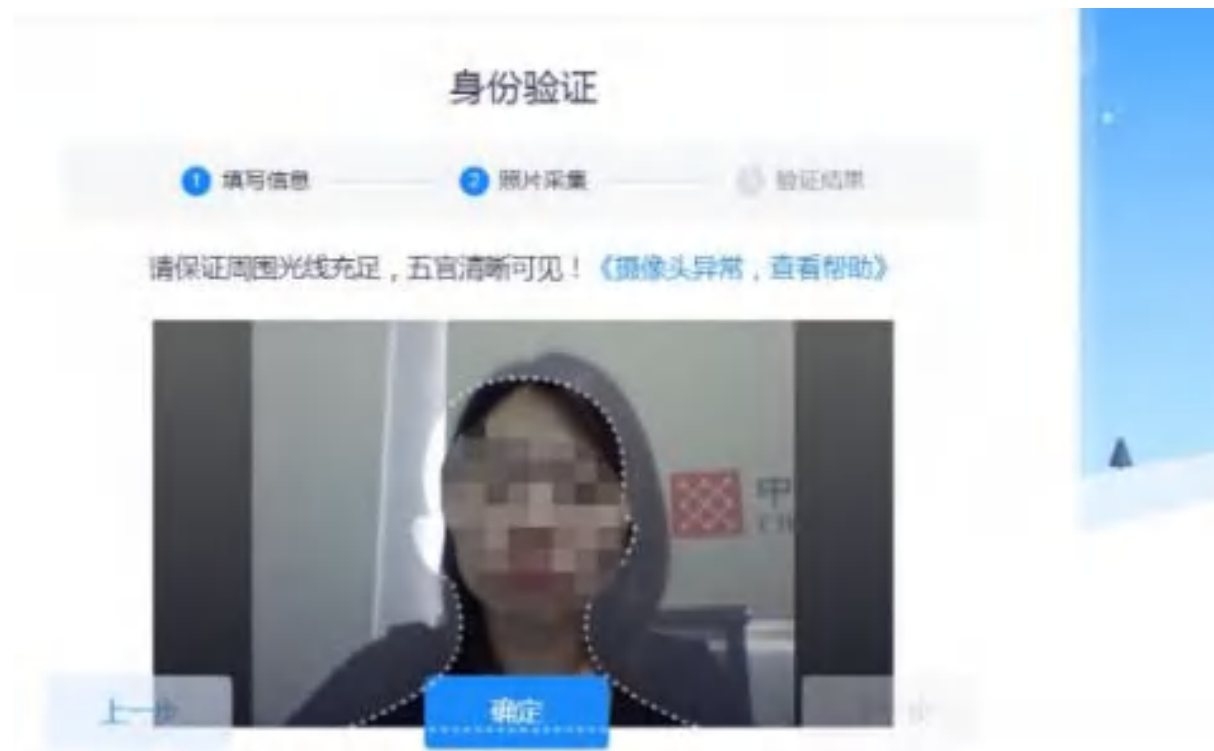 身份验证
1 填写信息
2 照片采集
验证结果
请保证周围光线充足，五官清晰可见！《摄像头异常，查看帮助》
中
上一步
确定